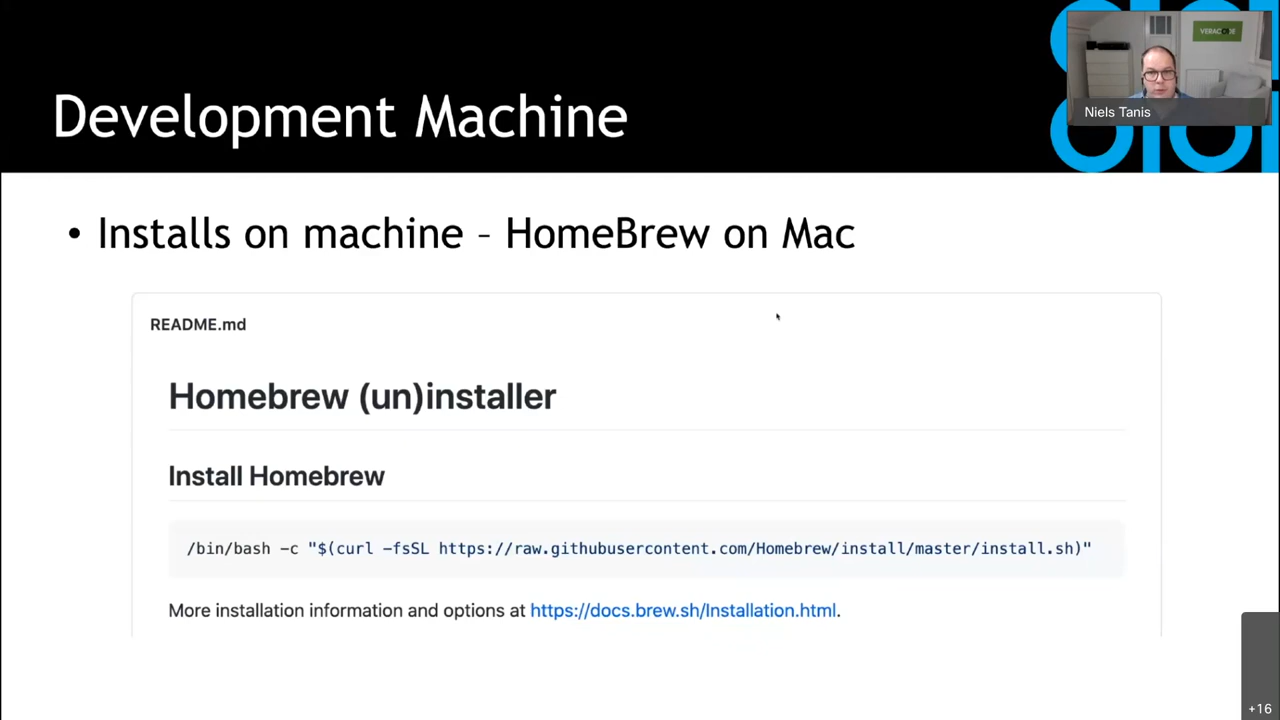 Development Machine
VERACODE
Niels Tanis
• Installs on machine – HomeBrew on Mac
README.md
Homebrew (un)installer
Install Homebrew
/bin/bash -c "$(curl -fsSL https://raw.githubusercontent.com/Homebrew/install/master/install.sh)"
More installation information and options at https://docs.brew.sh/Installation.html.
+16